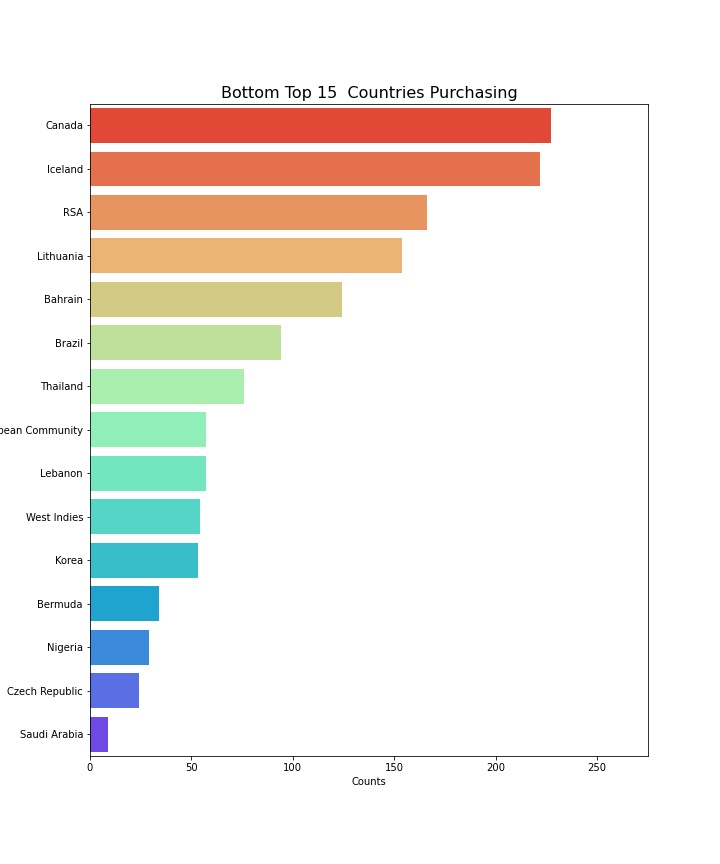 Bottom Top 15  Countries Purchasing
Canada
Iceland
RSA
Lithuania
Bahrain
Brazil
Thailand
pean Community
Lebanon
West Indies
Korea
Bermuda
Nigeria
Czech Republic
Saudi Arabia
0 50 100 150 200 250
Counts